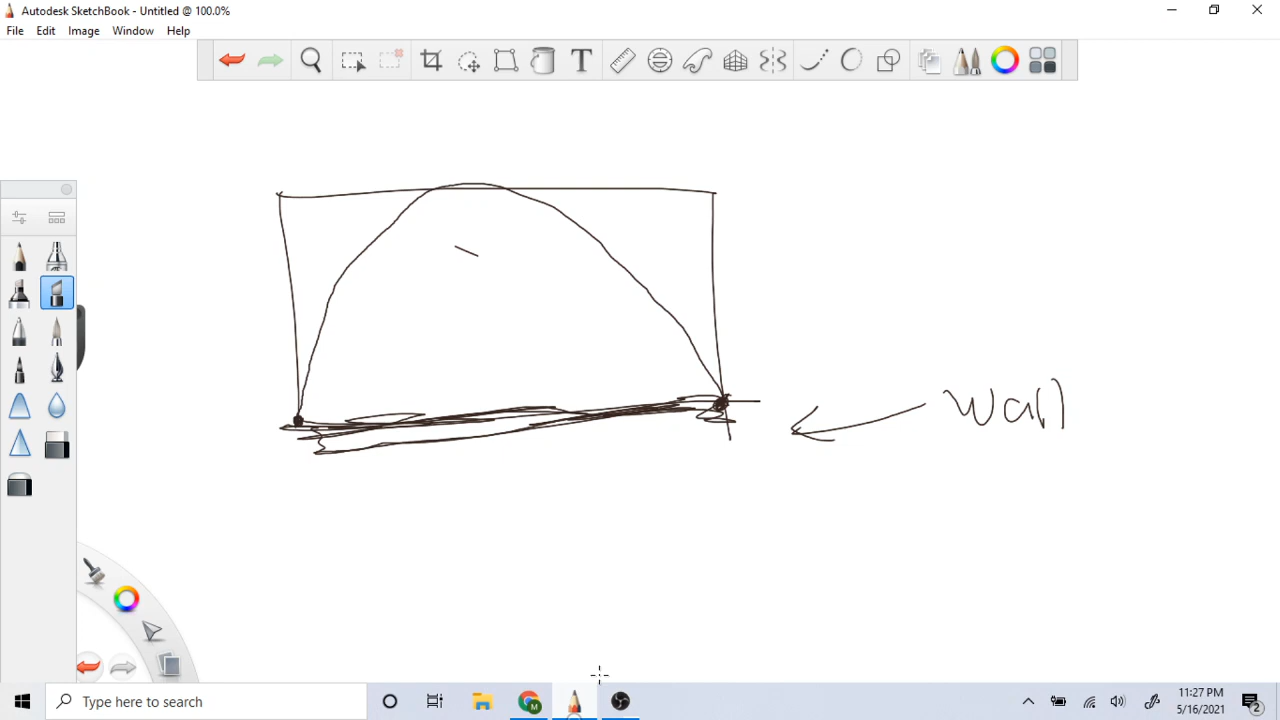 Autodesk SketchBook - Untitled @ 100.0%
File Edit Image Window Help
T
wall
M
Type here to search
11:27 PM
5/16/2021
2